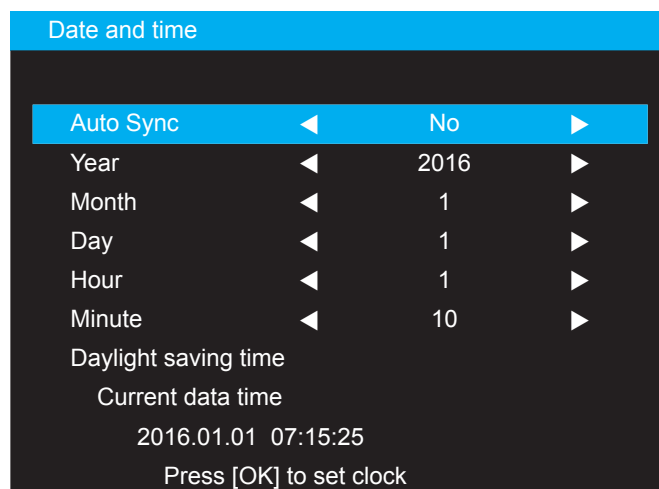 Date and time
Auto Sync ◀ No ▶
Year ◀ 2016 ▶
Month ◀ 1 ▶
Day ◀ 1 ▶
Hour ◀ 1 ▶
Minute ◀ 10 ▶
Daylight saving time
Current data time
2016.01.01 07:15:25
Press [OK] to set clock